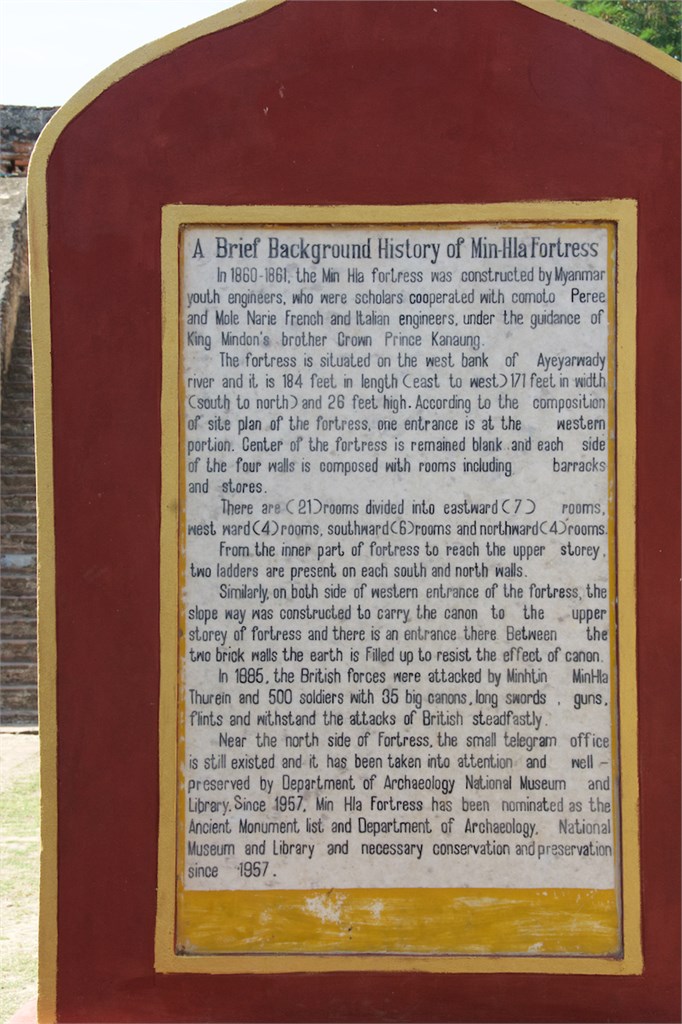 A Brief Background History of Min-Hla Fortress
In 1860-1861, the Min Hla fortress was constructed by Myanmar
youth engineers, who were scholars cooperated with comoto Peree
and Mole Narie French and Italian engineers, under the guidance of
King Mindon's brother Crown Prince Kanaung.
The fortress is situated on the west bank of Ayeyarwady
river and it is 184 feet in length (east to west) 171 feet in width
(south to north) and 26 feet high. According to the composition
of site plan of the fortress, one entrance is at the western
portion. Center of the fortress is remained blank and each side
of the four walls is composed with rooms including barracks
and stores.
There are (21) rooms divided into eastward (7) rooms,
west ward (4) rooms, southward (6) rooms and northward (4) rooms.
From the inner part of fortress to reach the upper storey,
two ladders are present on each south and north walls.
Similarly, on both side of western entrance of the fortress, the
slope way was constructed to carry the canon to the upper
storey of fortress and there is an entrance there Between the
two brick walls the earth is Filled up to resist the effect of canon.
In 1885, the British forces were attacked by Minhtin MinHla
Thurein and 500 soldiers with 35 big canons, long swords , guns,
flints and withstand the attacks of British steadfastly.
Near the north side of Fortress, the small telegram office
is still existed and it has been taken into attention and well -
preserved by Department of Archaeology National Museum and
Library. Since 1957, Min Hla Fortress has been nominated as the
Ancient Monument list and Department of Archaeology, National
Museum and Library and necessary conservation and preservation
since 1957.